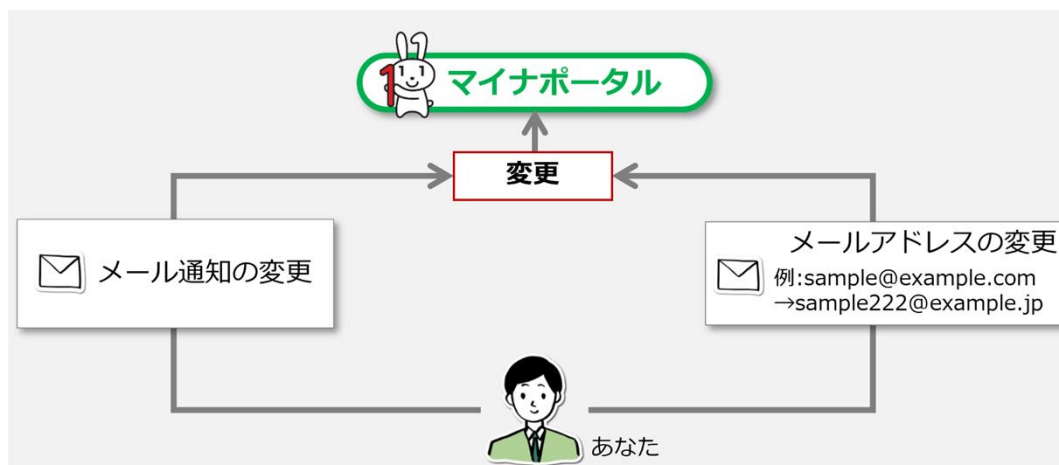 マイナポータル
変更
メール通知の変更
メールアドレスの変更
例:sample@example.com
→sample222@example.jp
あなた